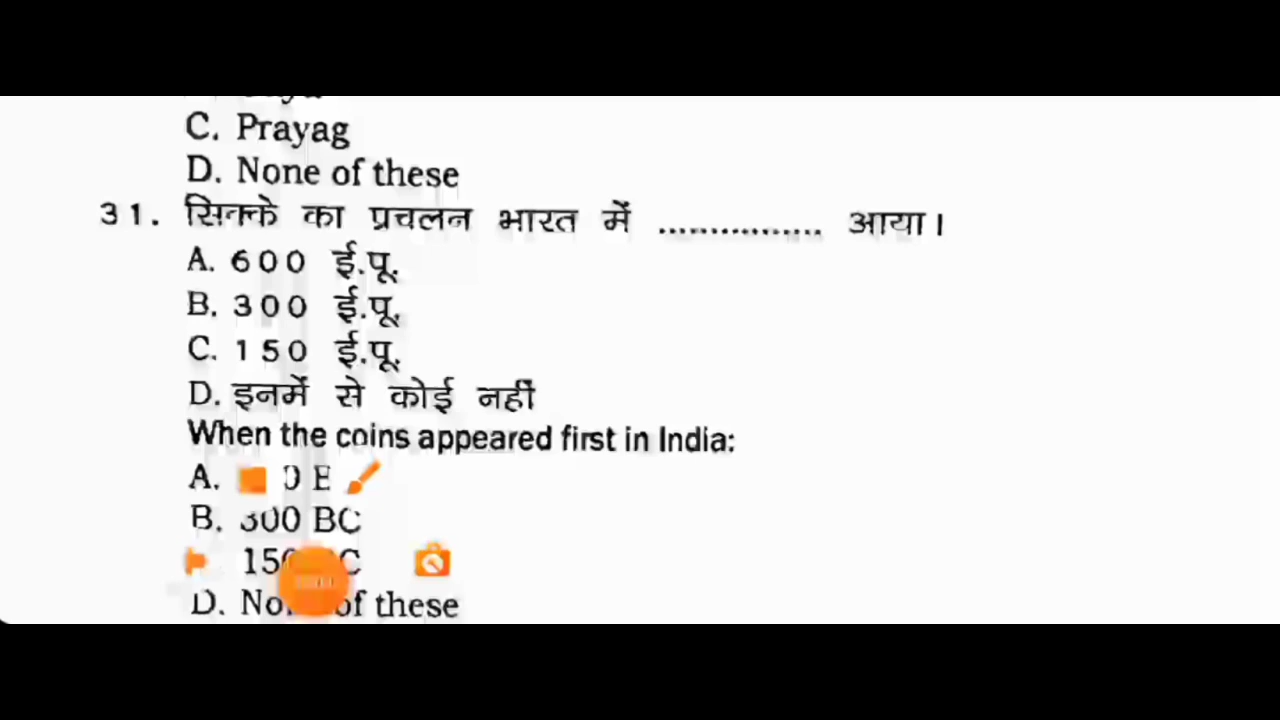 C. Prayag
D. None of these
31. सिक्के का प्रचलन भारत में ................ आया।
A. 600 ई.पू.
B. 300 ई.पू.
C. 150 ई.पू.
D. इनमें से कोई नहीं
When the coins appeared first in India:
A.
B. 300 BC
D. of these